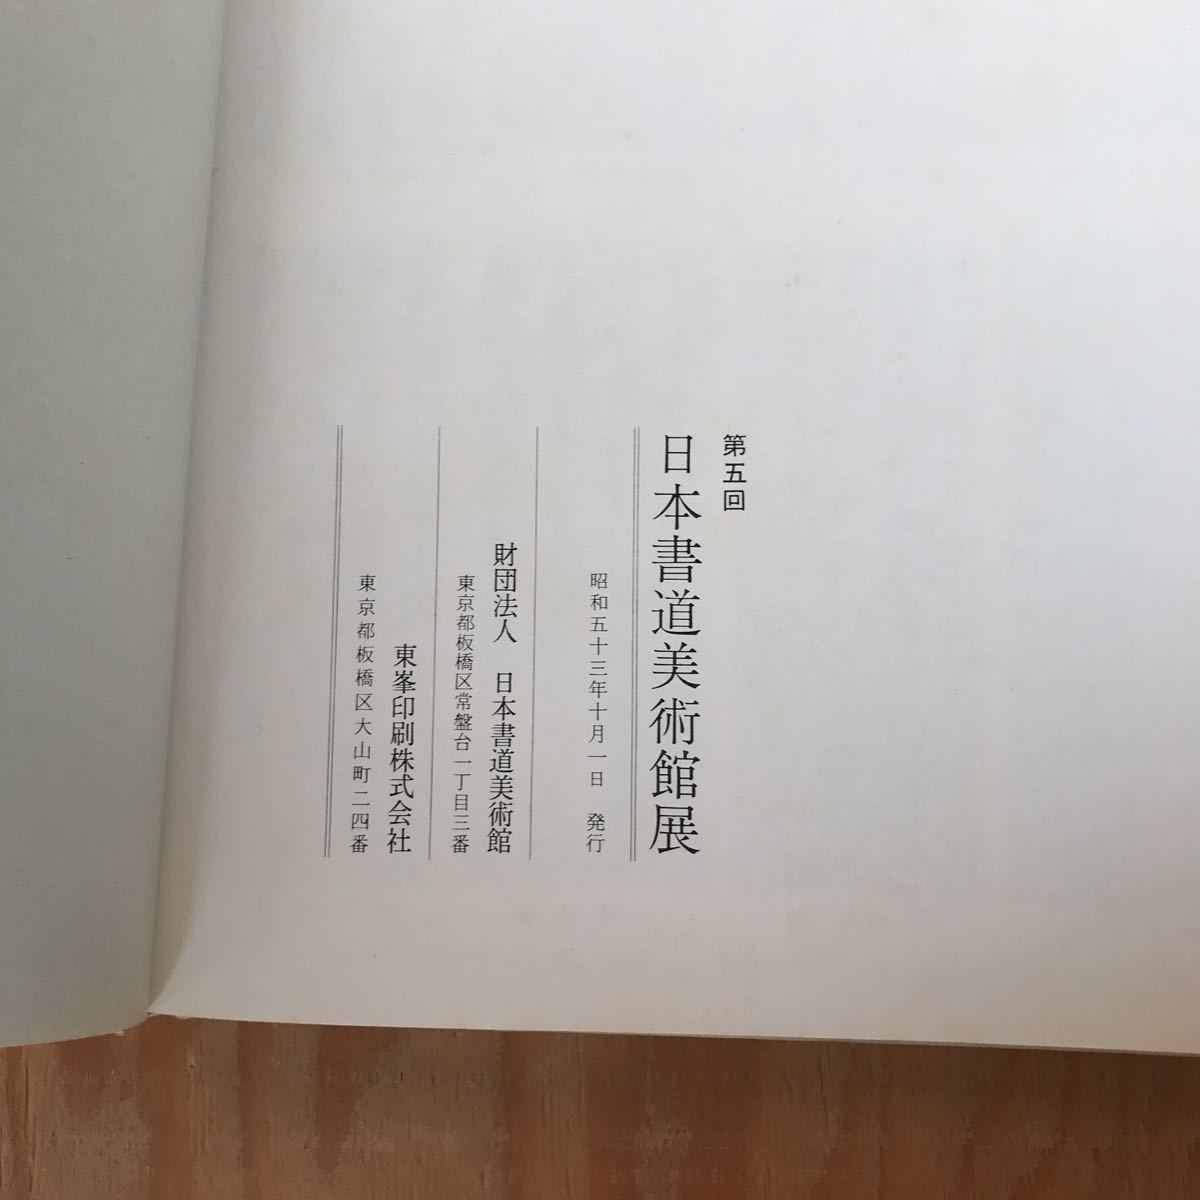 第五回
日本書道美術館展
昭和五十三年十月一日　発行
財団法人　日本書道美術館
東京都板橋区常盤台一丁目三番
東峯印刷株式会社
東京都板橋区大山町二四番